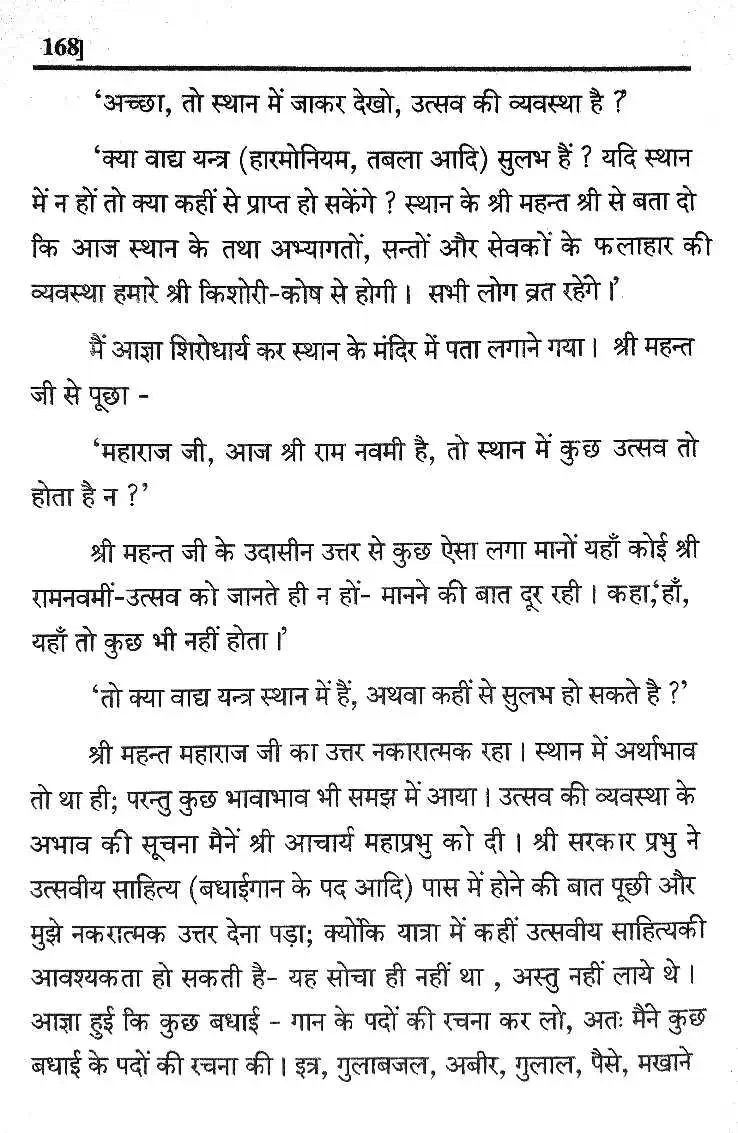 168]
‘अच्छा, तो स्थान में जाकर देखो, उत्सव की व्यवस्था है ?’
‘क्या वाद्य यन्त्र (हारमोनियम, तबला आदि) सुलभ हैं ? यदि स्थान
में न हों तो क्या कहीं से प्राप्त हो सकेंगे ? स्थान के श्री महन्त श्री से बता दो
कि आज स्थान के तथा अभ्यागतों, सन्तों और सेवकों के फलाहार की
व्यवस्था हमारे श्री किशोरी-कोष से होगी। सभी लोग व्रत रहेंगे।’
मैं आज्ञा शिरोधार्य कर स्थान के मंदिर में पता लगाने गया। श्री महन्त
जी से पूछा -
‘महाराज जी, आज श्री राम नवमी है, तो स्थान में कुछ उत्सव तो
होता है न ?’
श्री महन्त जी के उदासीन उत्तर से कुछ ऐसा लगा मानों यहाँ कोई श्री
रामनवमीं-उत्सव को जानते ही न हों- मानने की बात दूर रही। कहा,‘हाँ,
यहाँ तो कुछ भी नहीं होता।’
‘तो क्या वाद्य यन्त्र स्थान में हैं, अथवा कहीं से सुलभ हो सकते है ?’
श्री महन्त महाराज जी का उत्तर नकारात्मक रहा। स्थान में अर्थाभाव
तो था ही; परन्तु कुछ भावाभाव भी समझ में आया। उत्सव की व्यवस्था के
अभाव की सूचना मैनें श्री आचार्य महाप्रभु को दी। श्री सरकार प्रभु ने
उत्सवीय साहित्य (बधाईगान के पद आदि) पास में होने की बात पूछी और
मुझे नकरात्मक उत्तर देना पड़ा; क्योंकि यात्रा में कहीं उत्सवीय साहित्यकी
आवश्यकता हो सकती है- यह सोचा ही नहीं था , अस्तु नहीं लाये थे।
आज्ञा हुई कि कुछ बधाई - गान के पदों की रचना कर लो, अतः मैंने कुछ
बधाई के पदों की रचना की। इत्र, गुलाबजल, अबीर, गुलाल, पैसे, मखाने